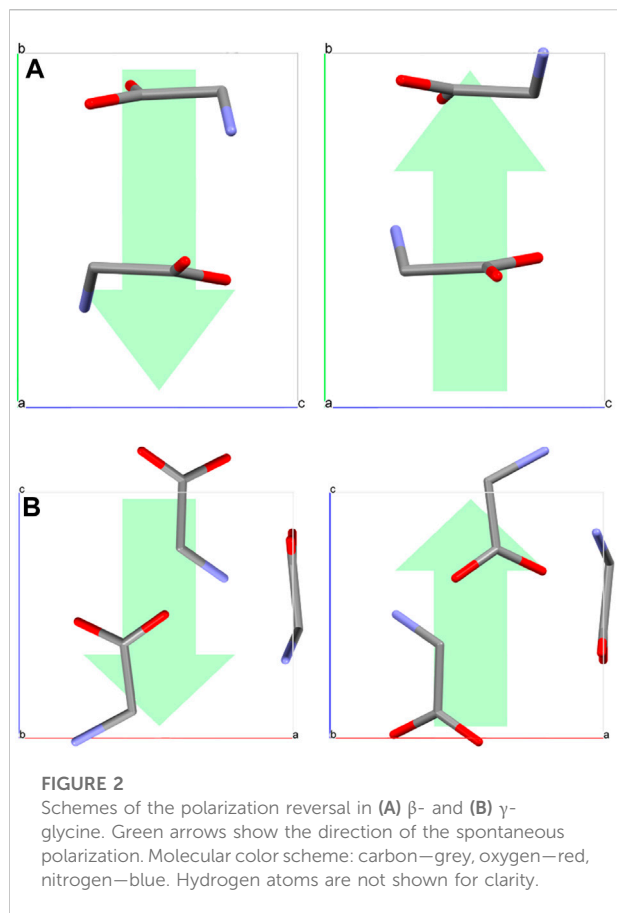 b
b
A
a
c
a
c
c
c
B
b
a
b
a
FIGURE 2
Schemes of the polarization reversal in (A) β- and (B) γ-
glycine. Green arrows show the direction of the spontaneous
polarization. Molecular color scheme: carbon—grey, oxygen—red,
nitrogen—blue. Hydrogen atoms are not shown for clarity.